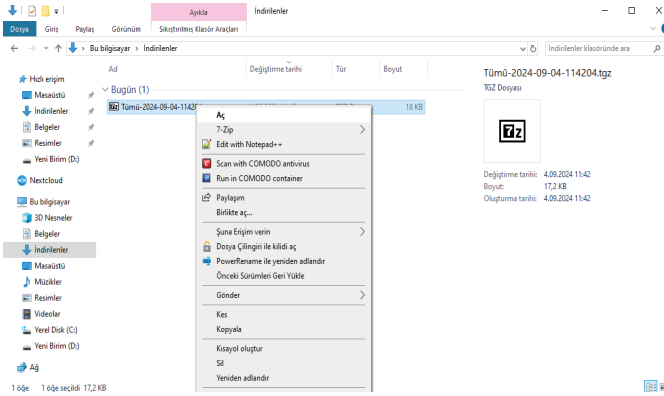 Ayıkla
İndirilenler
Dosya Giriş Paylaş Görünüm Sıkıştırılmış Klasör Araçları
Bu bilgisayar › İndirilenler
İndirilenler klasöründe ara
Hızlı erişim
Masaüstü
İndirilenler
Belgeler
Resimler
Yeni Birim (D:)
Nextcloud
Bu bilgisayar
3D Nesneler
Belgeler
İndirilenler
Masaüstü
Müzikler
Resimler
Videolar
Yerel Disk (C:)
Yeni Birim (D:)
Ağ
Ad Değiştirme tarihi Tür Boyut
Bugün (1)
Tümü-2024-09-04-114204 18 KB
Aç
7-Zip
Edit with Notepad++
Scan with COMODO antivirus
Run in COMODO container
Paylaşım
Birlikte aç...
Şuna Erişim verin
Dosya Çilingiri ile kilidi aç
PowerRename ile yeniden adlandır
Önceki Sürümleri Geri Yükle
Gönder
Kes
Kopyala
Kısayol oluştur
Sil
Yeniden adlandır
Tümü-2024-09-04-114204.tgz
TGZ Dosyası
7z
Değiştirme tarihi: 4.09.2024 11:42
Boyut: 17,2 KB
Oluşturma tarihi: 4.09.2024 11:42
1 öğe 1 öğe seçildi 17,2 KB